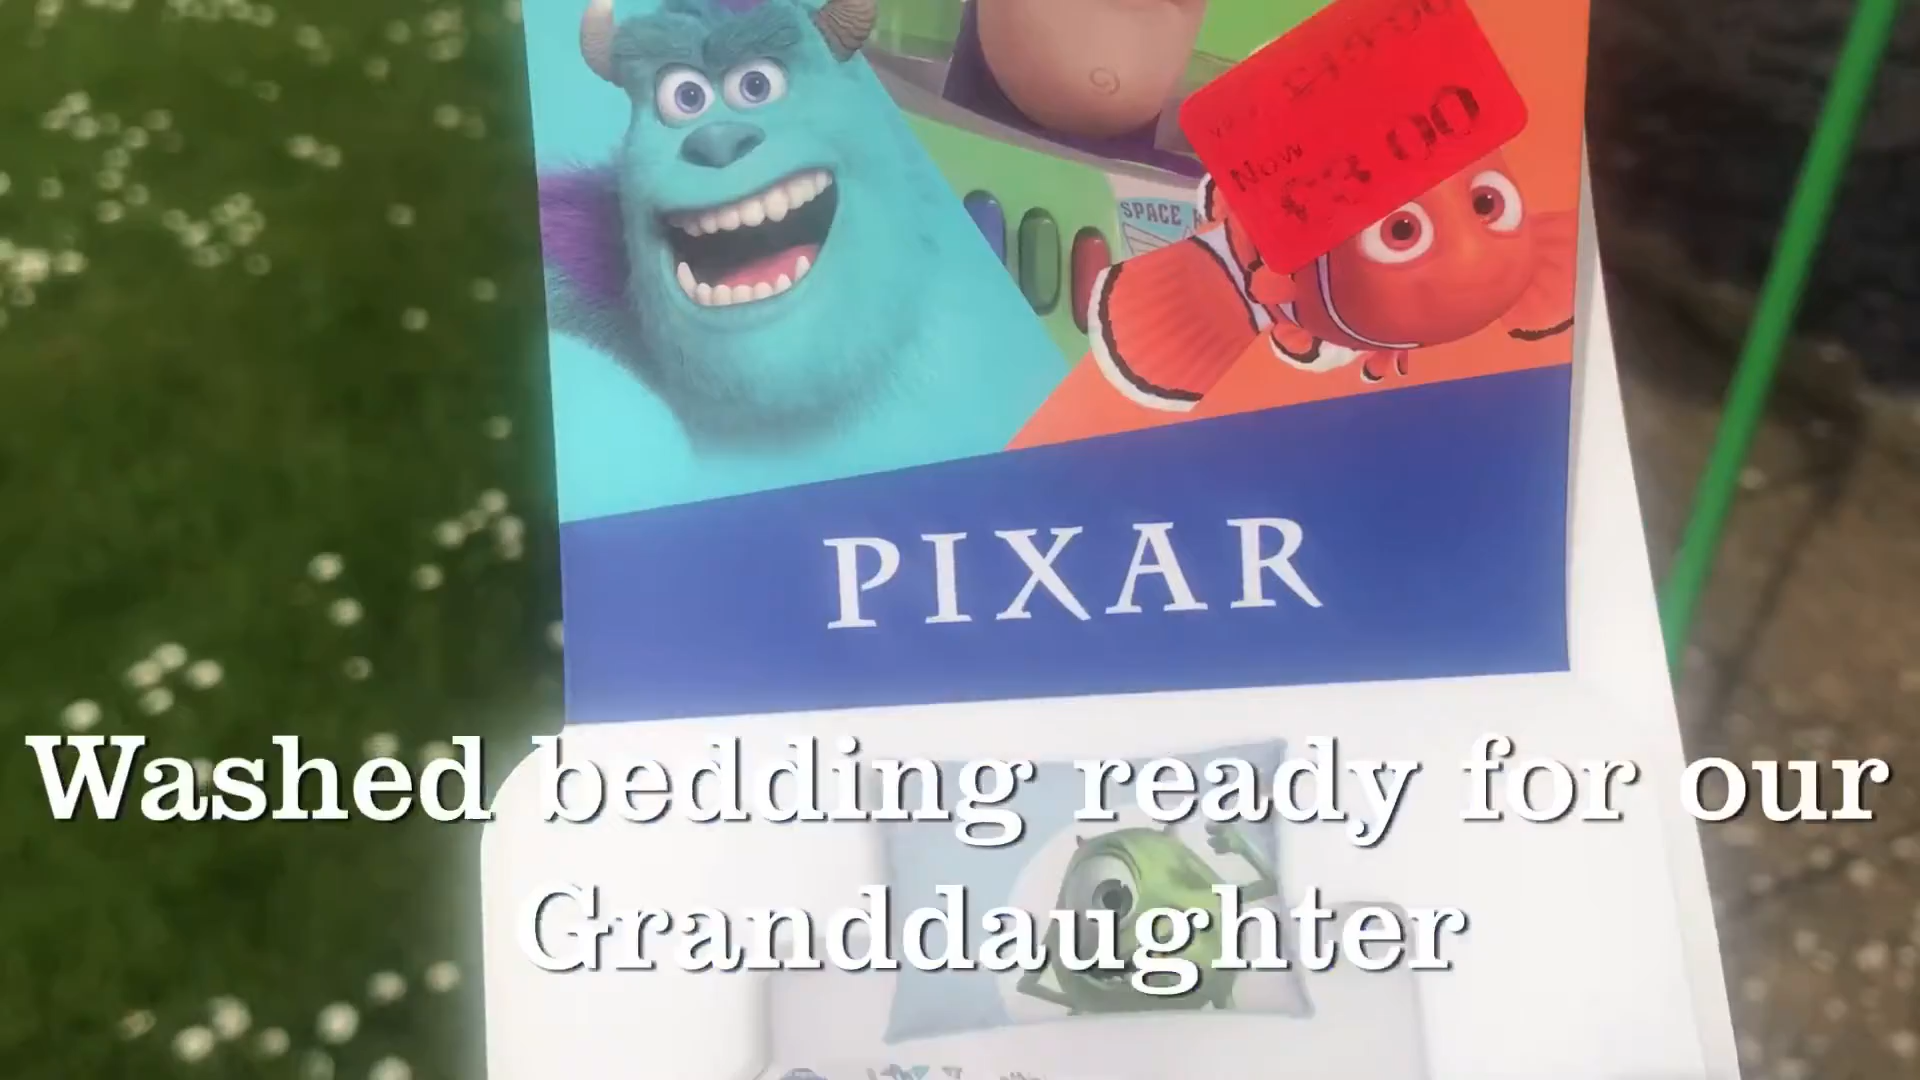 Now
£3.00
SPACE
PIXAR
Washed bedding ready for our
Granddaughter